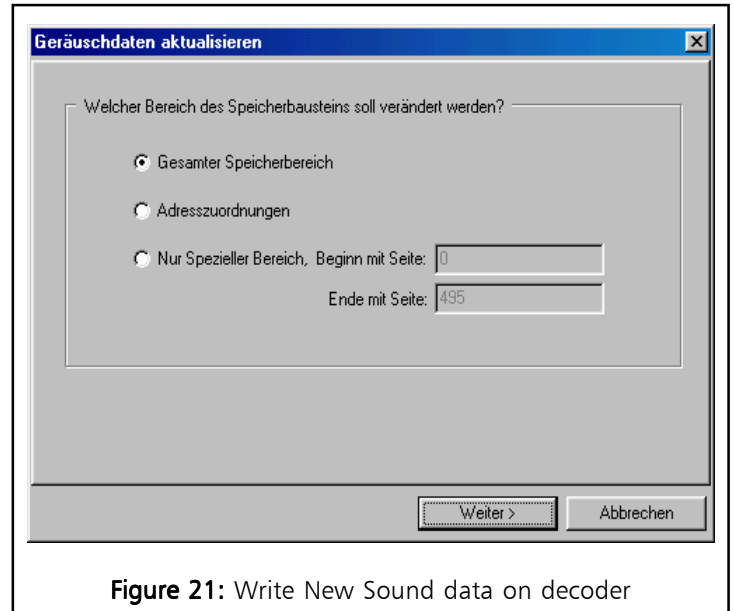 Geräuschdaten aktualisieren
Welcher Bereich des Speicherbausteins soll verändert werden?
Gesamter Speicherbereich
Adresszuordnungen
Nur Spezieller Bereich, Beginn mit Seite: 0
Ende mit Seite: 495
Weiter > Abbrechen
Figure 21: Write New Sound data on decoder